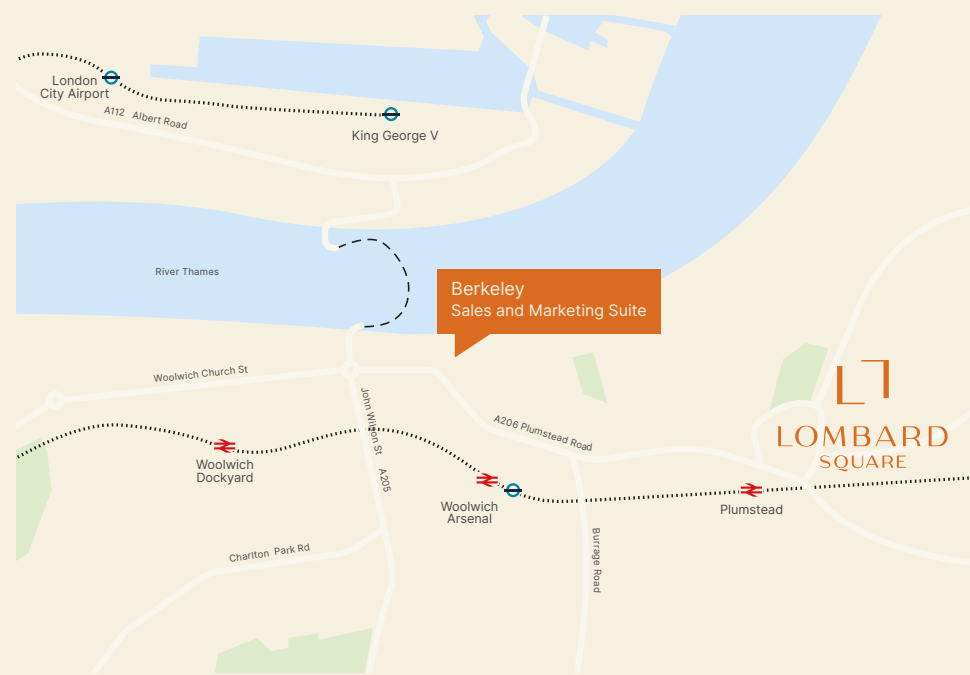 London
City Airport
A112 Albert Road
King George V
River Thames
Berkeley
Sales and Marketing Suite
Woolwich Church St
John Wilson St
A205
A206 Plumstead Road
LOMBARD
SQUARE
Woolwich
Dockyard
Woolwich
Arsenal
Plumstead
Charlton Park Rd
Burrage Road